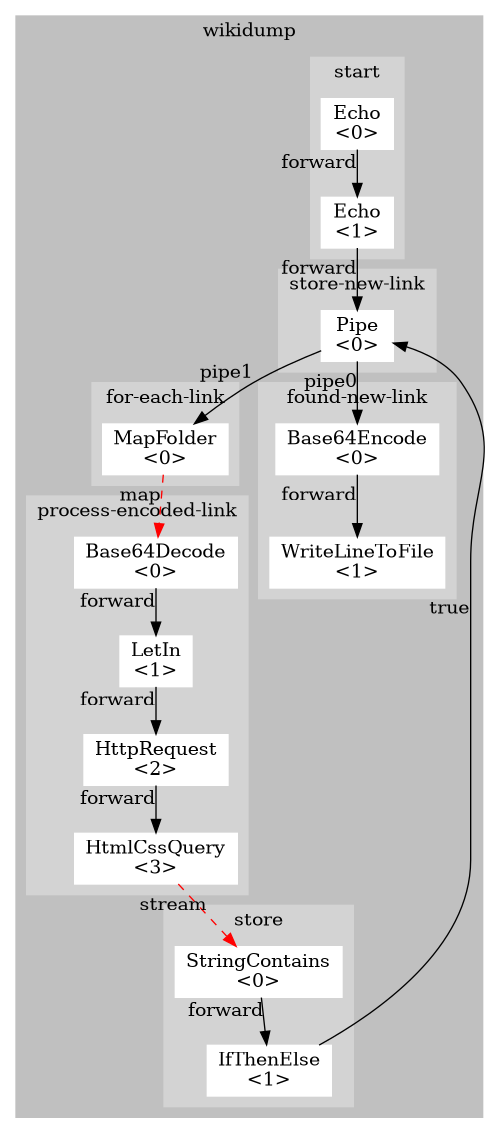 wikidump
start
Echo
<0>
forward
Echo
<1>
forward
store-new-link
Pipe
<0>
pipe1
pipe0
for-each-link
found-new-link
MapFolder
<0>
Base64Encode
<0>
map
forward
process-encoded-link
Base64Decode
<0>
WriteLineToFile
<1>
forward
true
LetIn
<1>
forward
HttpRequest
<2>
forward
HtmlCssQuery
<3>
stream
store
StringContains
<0>
forward
IfThenElse
<1>